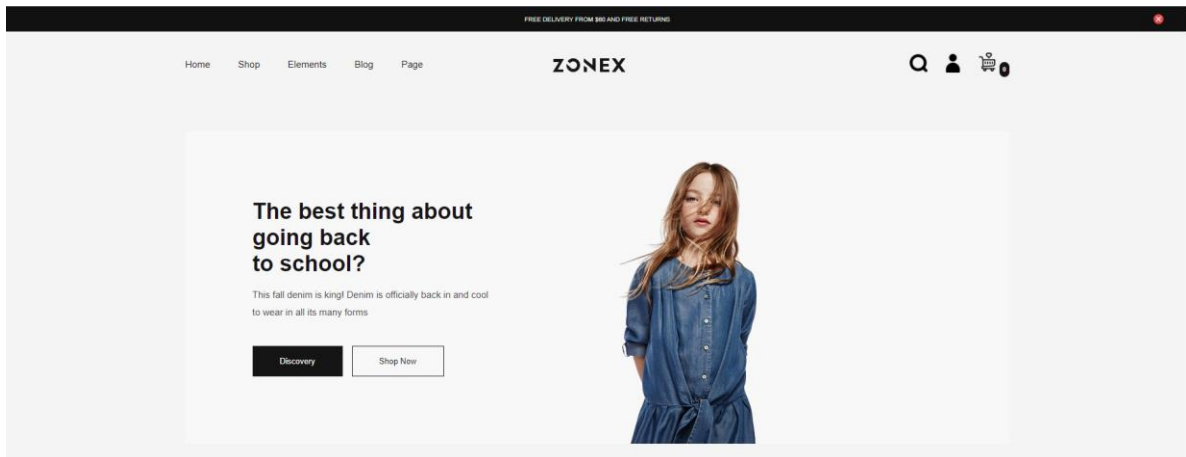 FREE DELIVERY FROM $60 AND FREE RETURNS
Home Shop Elements Blog Page ZONEX
0
The best thing about
going back
to school?
This fall denim is king! Denim is officially back in and cool
to wear in all its many forms
Discovery Shop Now